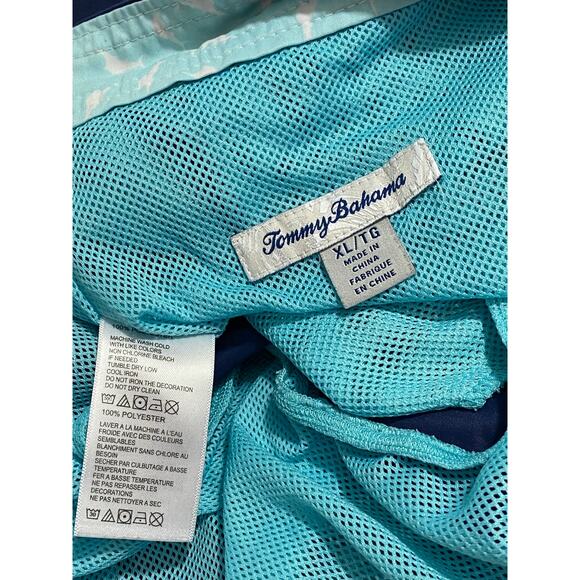 Tommy Bahama
XL/TG
MADE IN
CHINA
FABRIQUE
EN CHINE
100% POLYESTER
MACHINE WASH COLD
WITH LIKE COLORS
NON CHLORINE BLEACH
IF NEEDED
TUMBLE DRY LOW
COOL IRON
DO NOT IRON THE DECORATION
DO NOT DRY CLEAN
100% POLYESTER
LAVER A LA MACHINE A L'EAU
FROIDE AVEC DES COULEURS
SEMBLABLES
BLANCHIMENT SANS CHLORE AU
BESOIN
SECHER PAR CULBUTAGE A BASSE
TEMPERATURE
FER A BASSE TEMPERATURE
NE PAS REPASSER LES
DECORATIONS
NE PAS NETTOYER A SEC